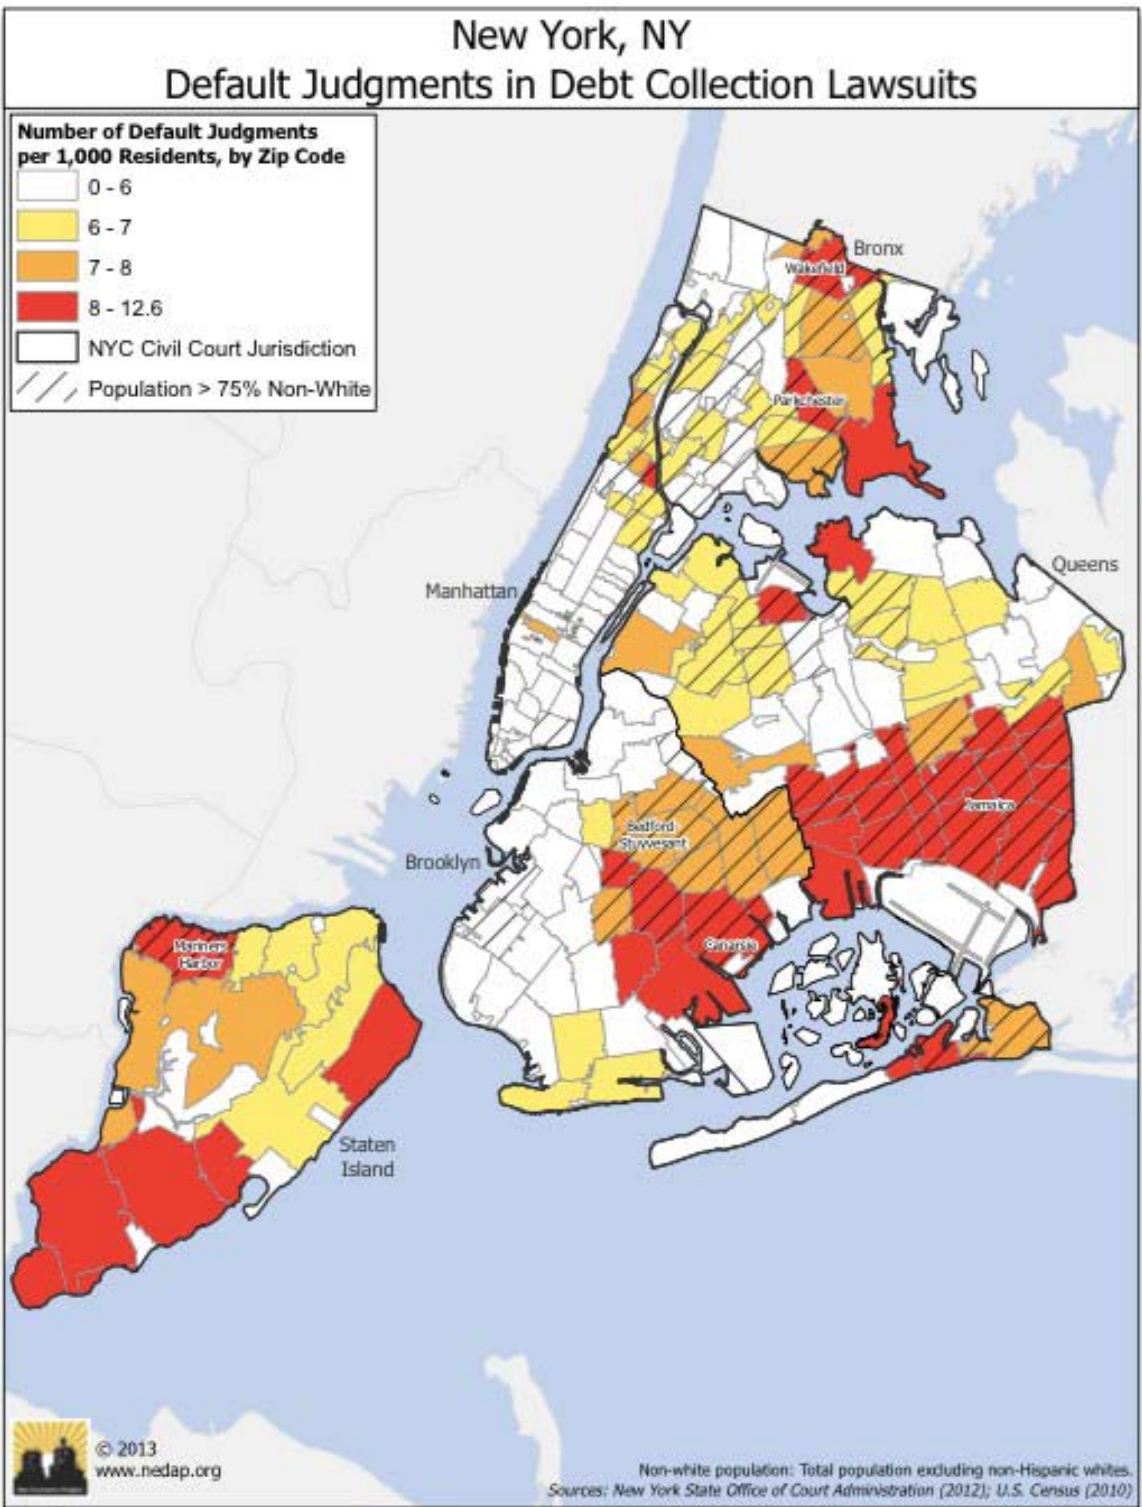 New York, NY
Default Judgments in Debt Collection Lawsuits
Number of Default Judgments
per 1,000 Residents, by Zip Code
0 - 6
6 - 7
7 - 8
8 - 12.6
NYC Civil Court Jurisdiction
Population > 75% Non-White
Bronx
Wakefield
Parkchester
Queens
Manhattan
Jamaica
Bedford
Stuyvesant
Brooklyn
Canarsie
Mariners
Harbor
Staten
Island
© 2013
www.nedap.org
Non-white population: Total population excluding non-Hispanic whites.
Sources: New York State Office of Court Administration (2012); U.S. Census (2010)